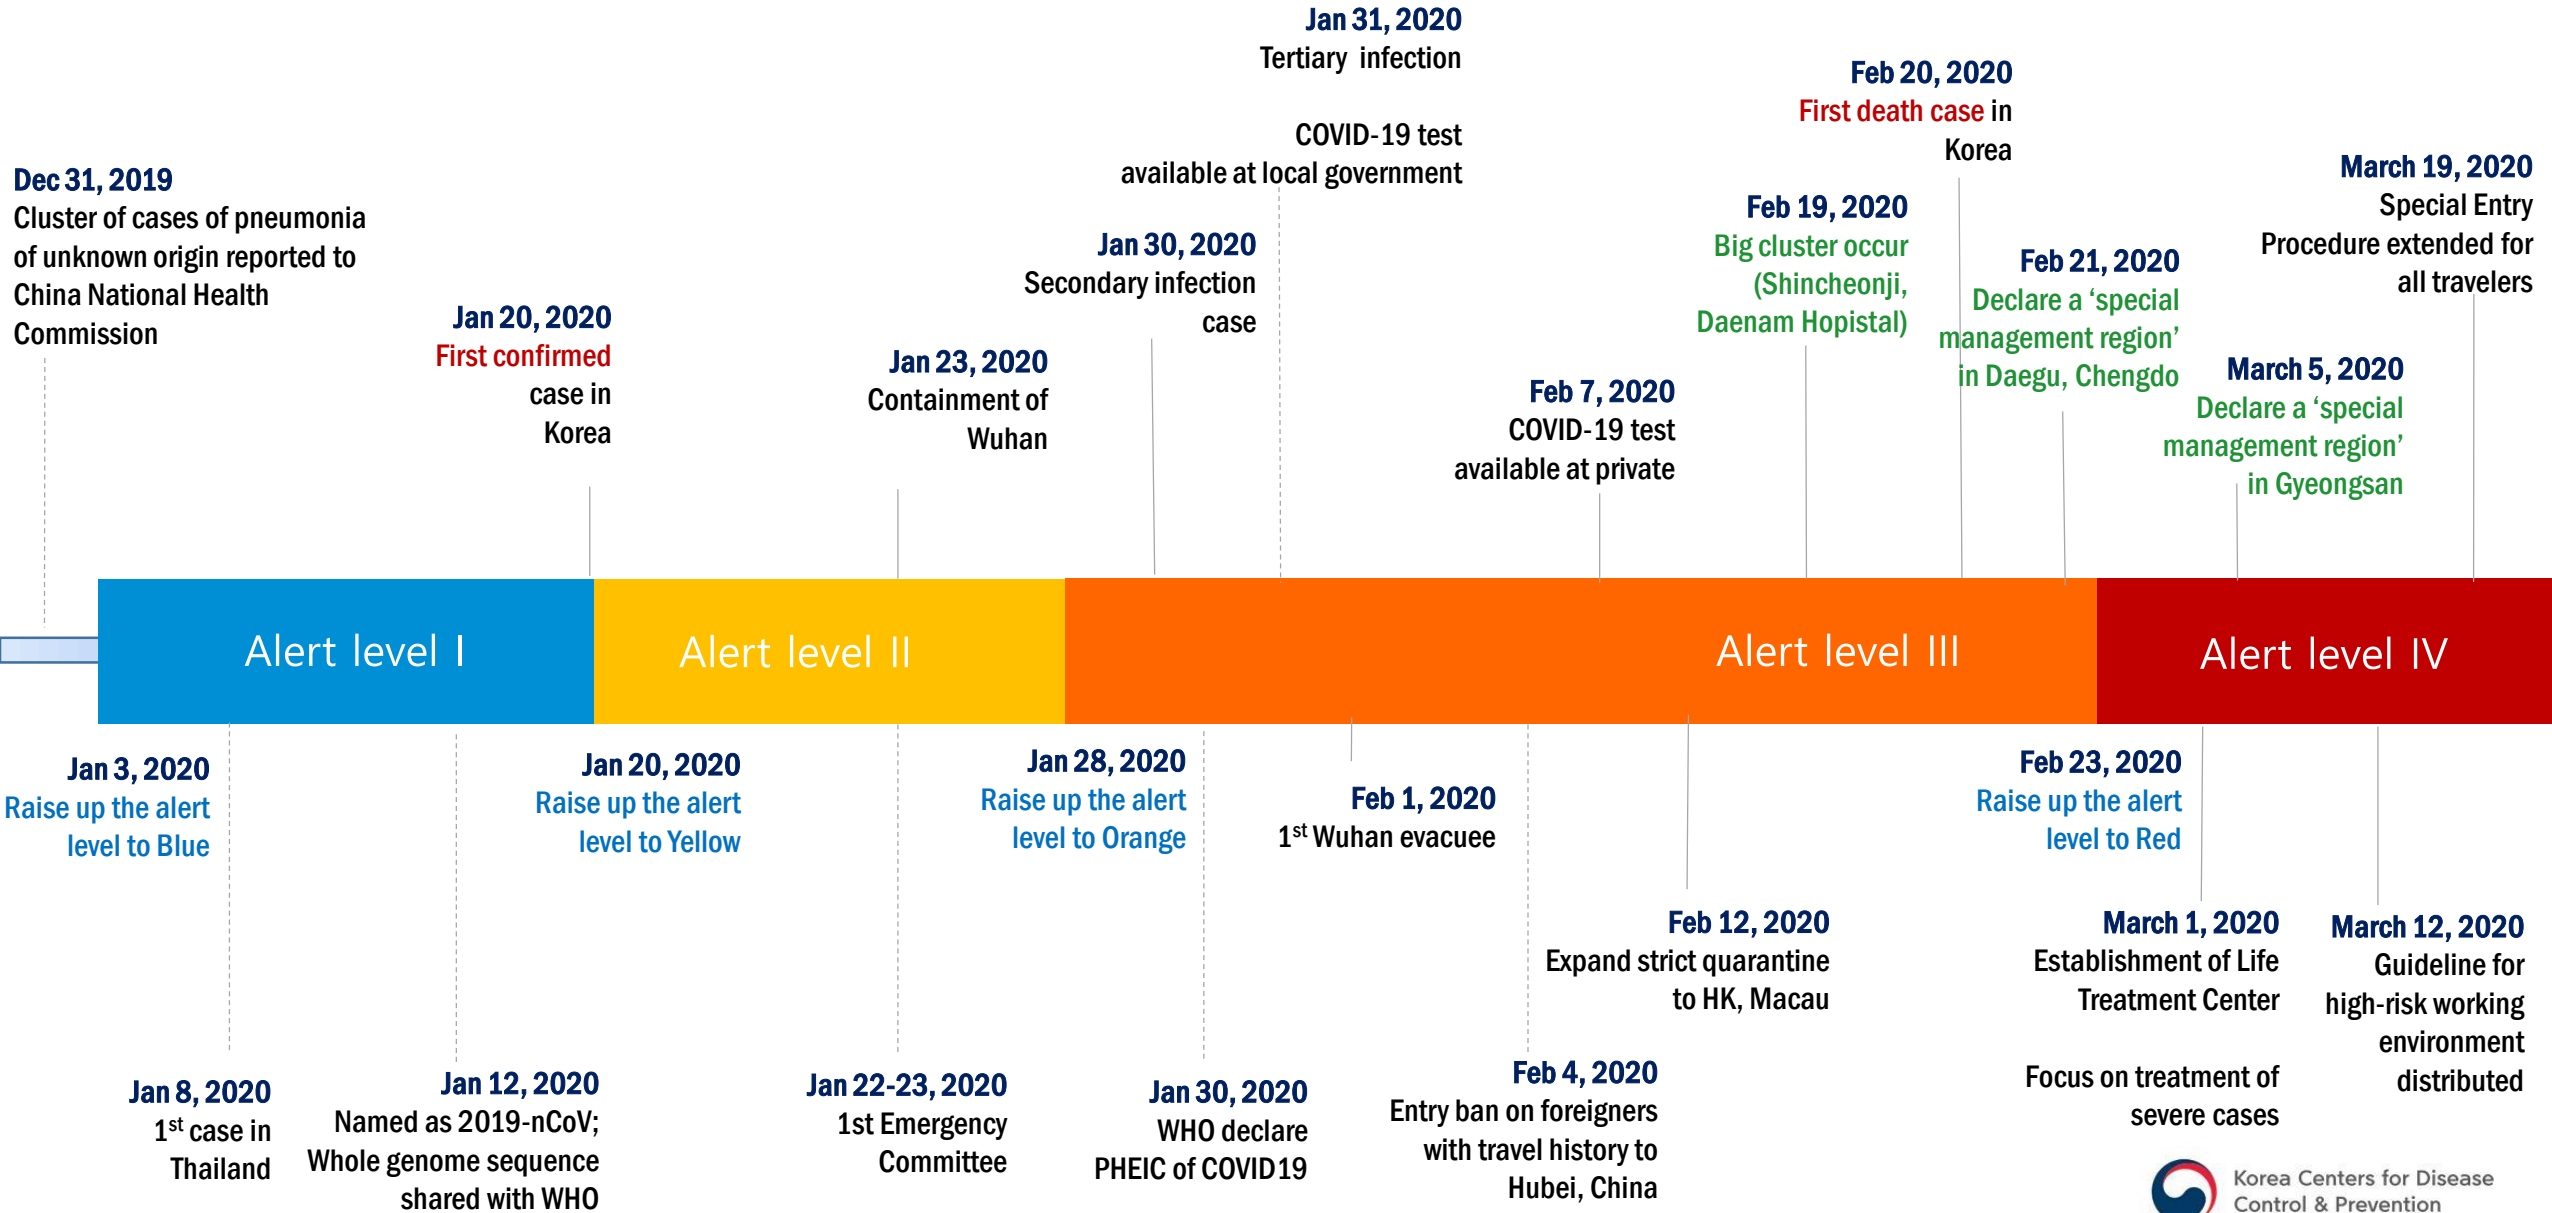 Dec 31, 2019
Cluster of cases of pneumonia
of unknown origin reported to
China National Health
Commission
Jan 20, 2020
First confirmed
case in
Korea
Jan 23, 2020
Containment of
Wuhan
Jan 30, 2020
Secondary infection
case
Jan 31, 2020
Tertiary infection
COVID-19 test
available at local government
Feb 7, 2020
COVID-19 test
available at private
Feb 19, 2020
Big cluster occur
(Shincheonji,
Daenam Hopistal)
Feb 20, 2020
First death case in
Korea
Feb 21, 2020
Declare a ‘special
management region’
in Daegu, Chengdo
March 5, 2020
Declare a ‘special
management region’
in Gyeongsan
March 19, 2020
Special Entry
Procedure extended for
all travelers
Alert level I
Alert level II
Alert level III
Alert level IV
Jan 3, 2020
Raise up the alert
level to Blue
Jan 8, 2020
1st case in
Thailand
Jan 12, 2020
Named as 2019-nCoV;
Whole genome sequence
shared with WHO
Jan 20, 2020
Raise up the alert
level to Yellow
Jan 22-23, 2020
1st Emergency
Committee
Jan 28, 2020
Raise up the alert
level to Orange
Jan 30, 2020
WHO declare
PHEIC of COVID19
Feb 1, 2020
1st Wuhan evacuee
Feb 4, 2020
Entry ban on foreigners
with travel history to
Hubei, China
Feb 12, 2020
Expand strict quarantine
to HK, Macau
Feb 23, 2020
Raise up the alert
level to Red
March 1, 2020
Establishment of Life
Treatment Center
Focus on treatment of
severe cases
March 12, 2020
Guideline for
high-risk working
environment
distributed
Korea Centers for Disease
Control & Prevention